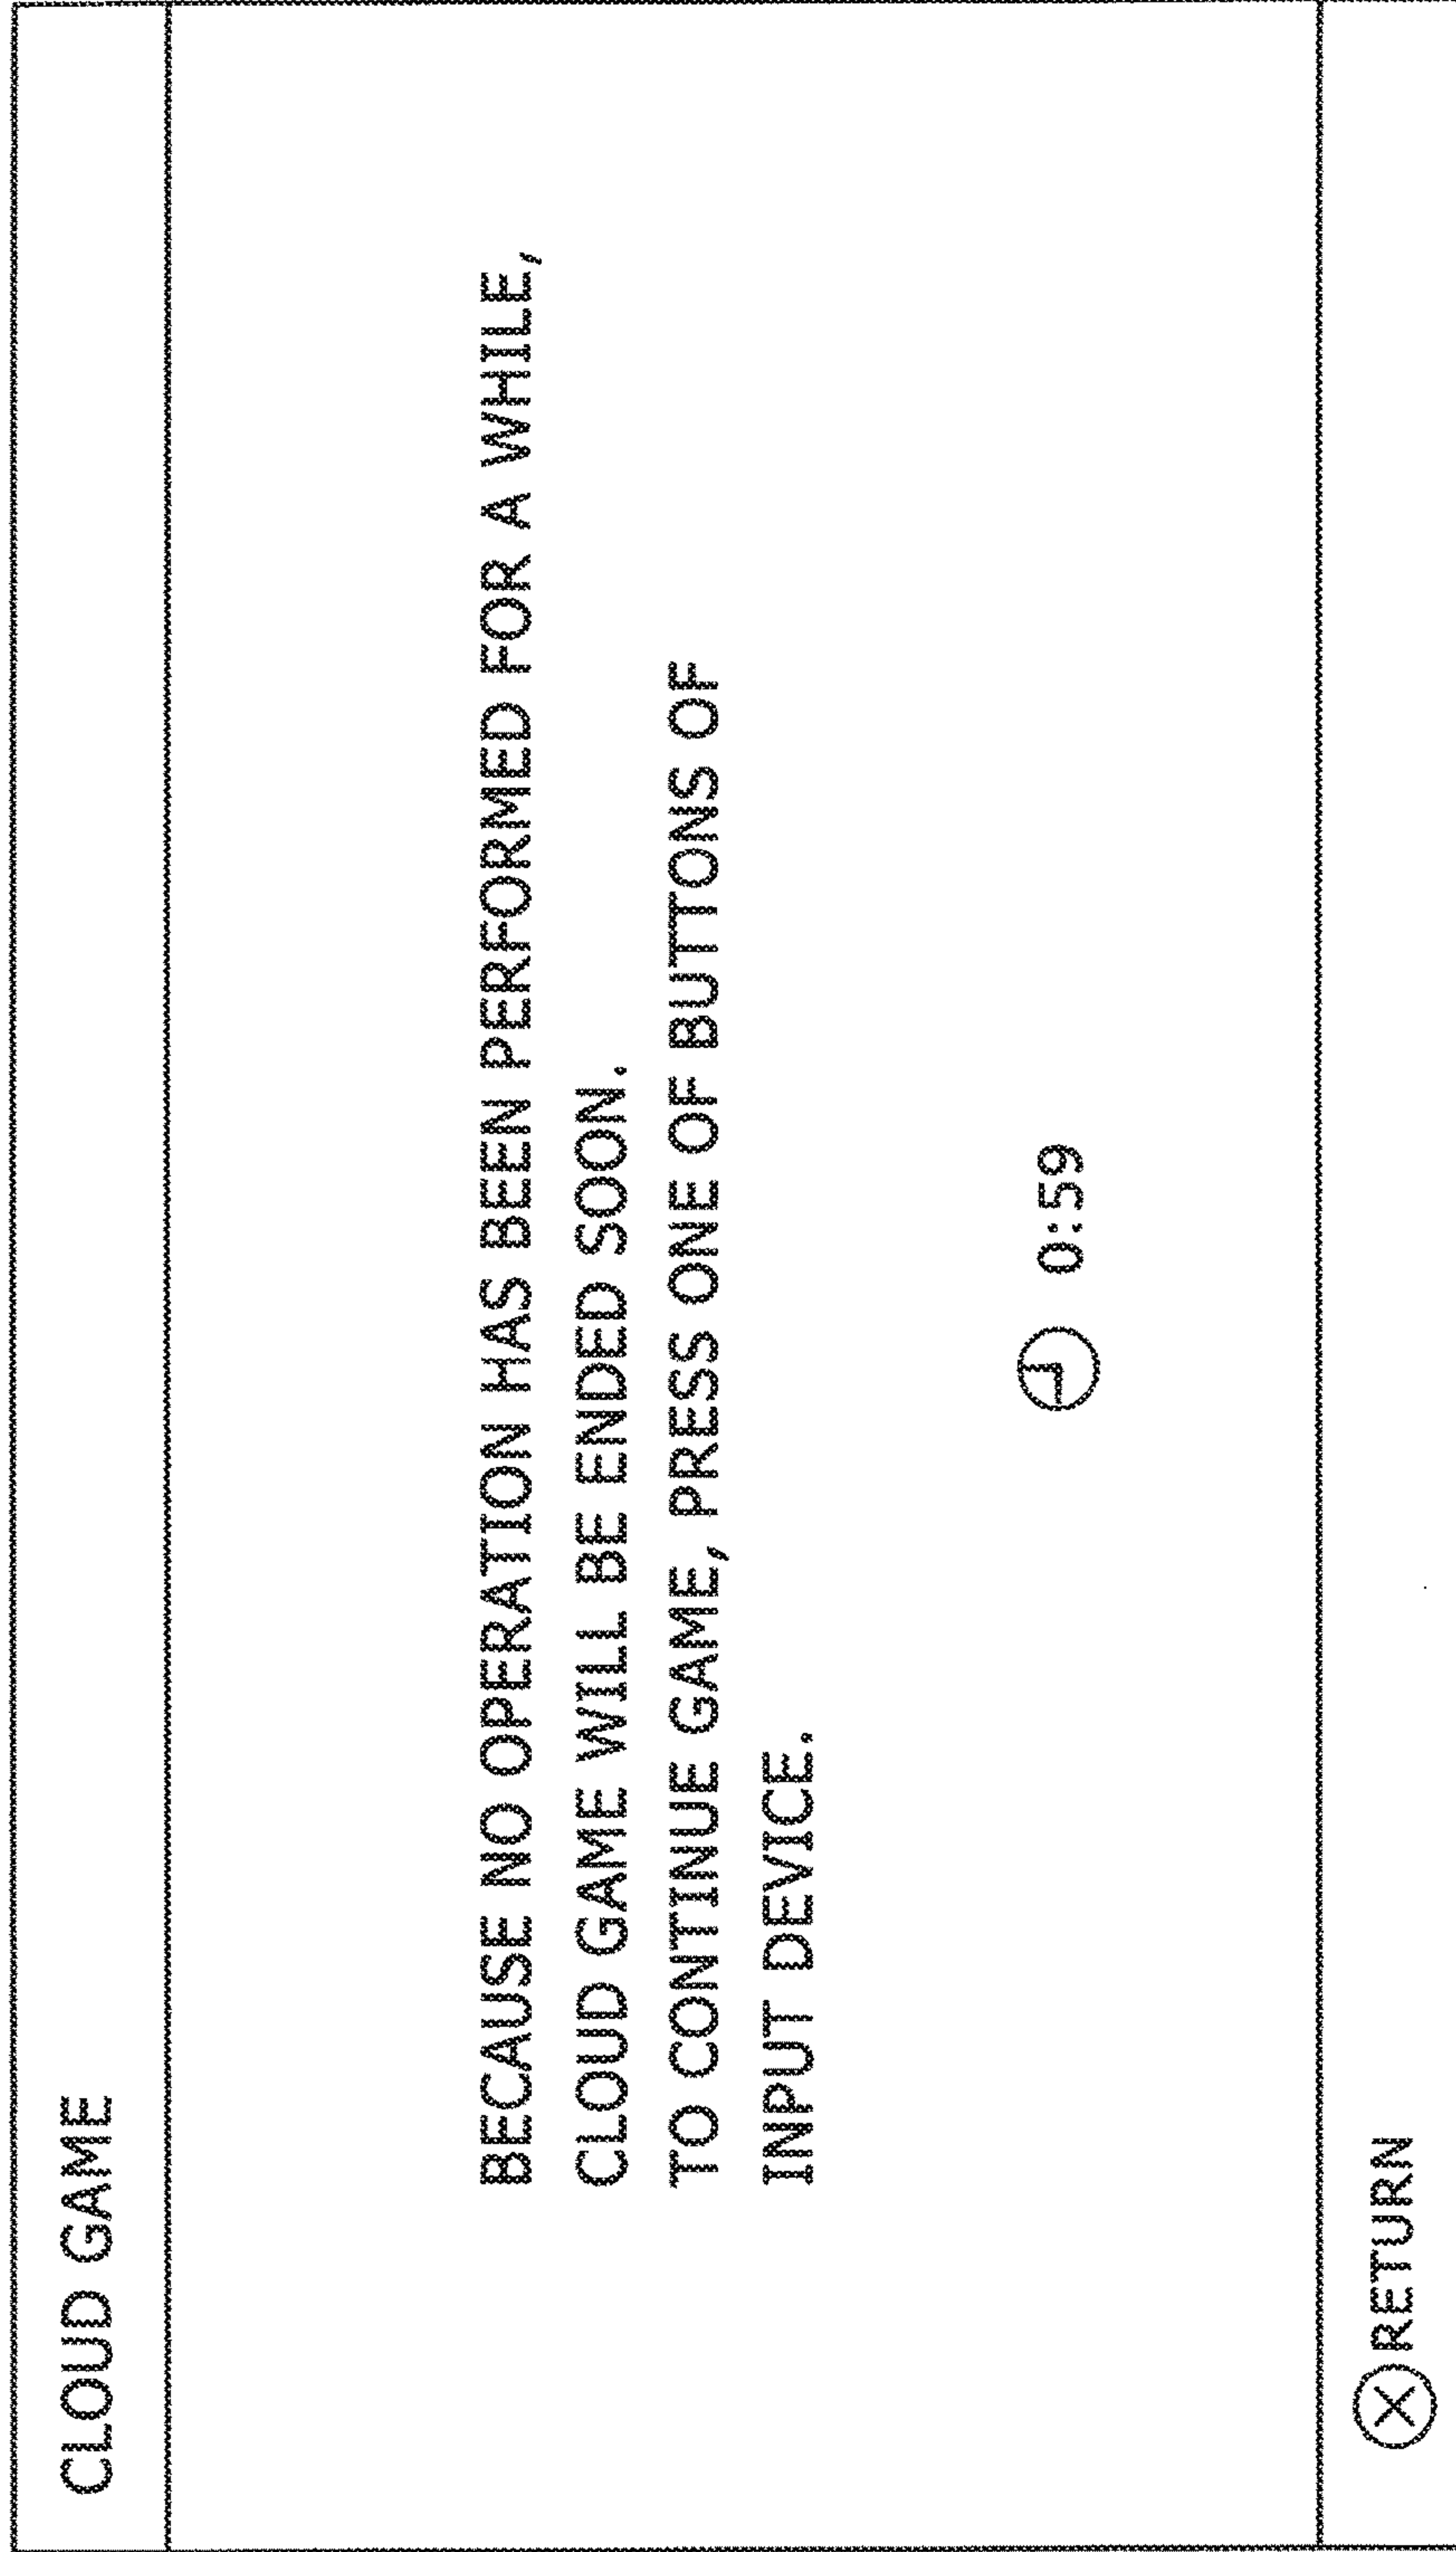 CLOUD GAME
BECAUSE NO OPERATION HAS BEEN PERFORMED FOR A WHILE,
CLOUD GAME WILL BE ENDED SOON.
TO CONTINUE GAME, PRESS ONE OF BUTTONS OF
INPUT DEVICE.
0:59
RETURN